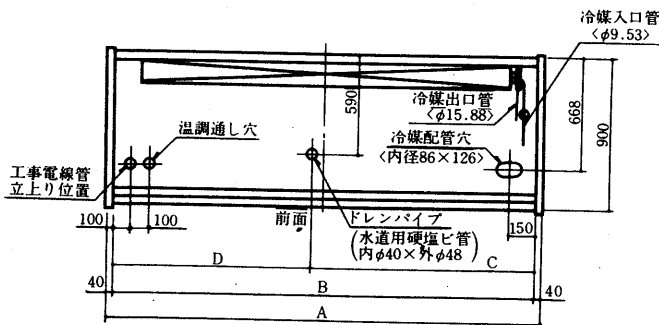 冷媒入口管
〈φ9.53〉
冷媒出口管
〈φ15.88〉
590
668
900
温調通し穴
冷媒配管穴
〈内径86×126〉
工事電線管
立上り位置
100
100
前面
ドレンパイプ
(水道用硬塩ビ管)
内φ40×外φ48
150
D
C
40
B
40
A